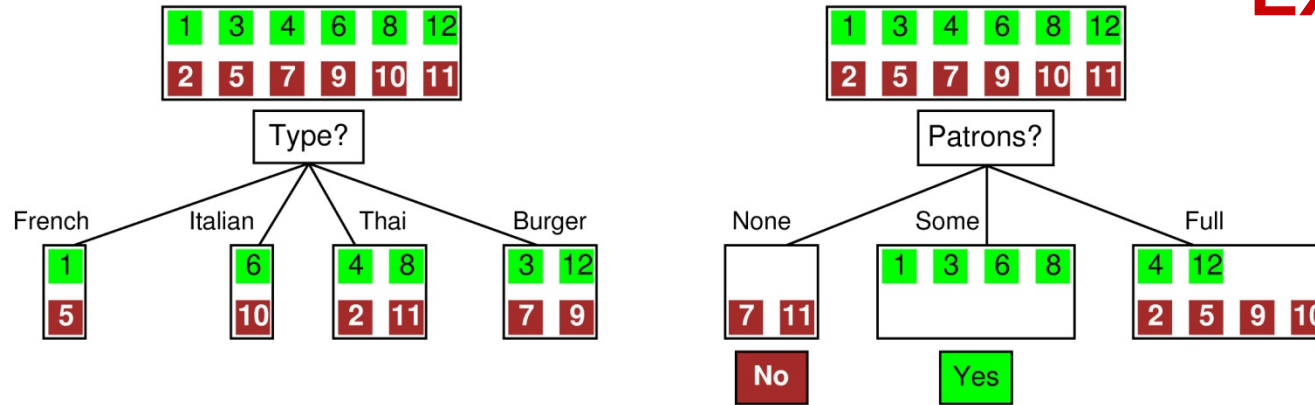 Ex
1 3 4 6 8 12
2 5 7 9 10 11
Type?
French Italian Thai Burger
1 6 4 8 3 12
5 10 2 11 7 9
1 3 4 6 8 12
2 5 7 9 10 11
Patrons?
None Some Full
1 3 6 8 4 12
7 11 2 5 9 10
No Yes